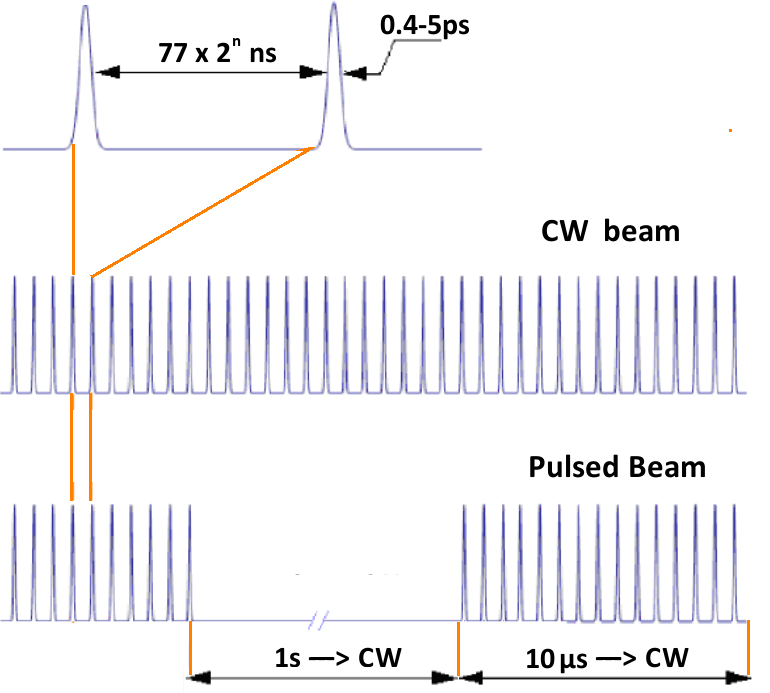 0.4-5ps
77 x 2ⁿ ns
CW beam
Pulsed Beam
1s —> CW
10 µs —> CW